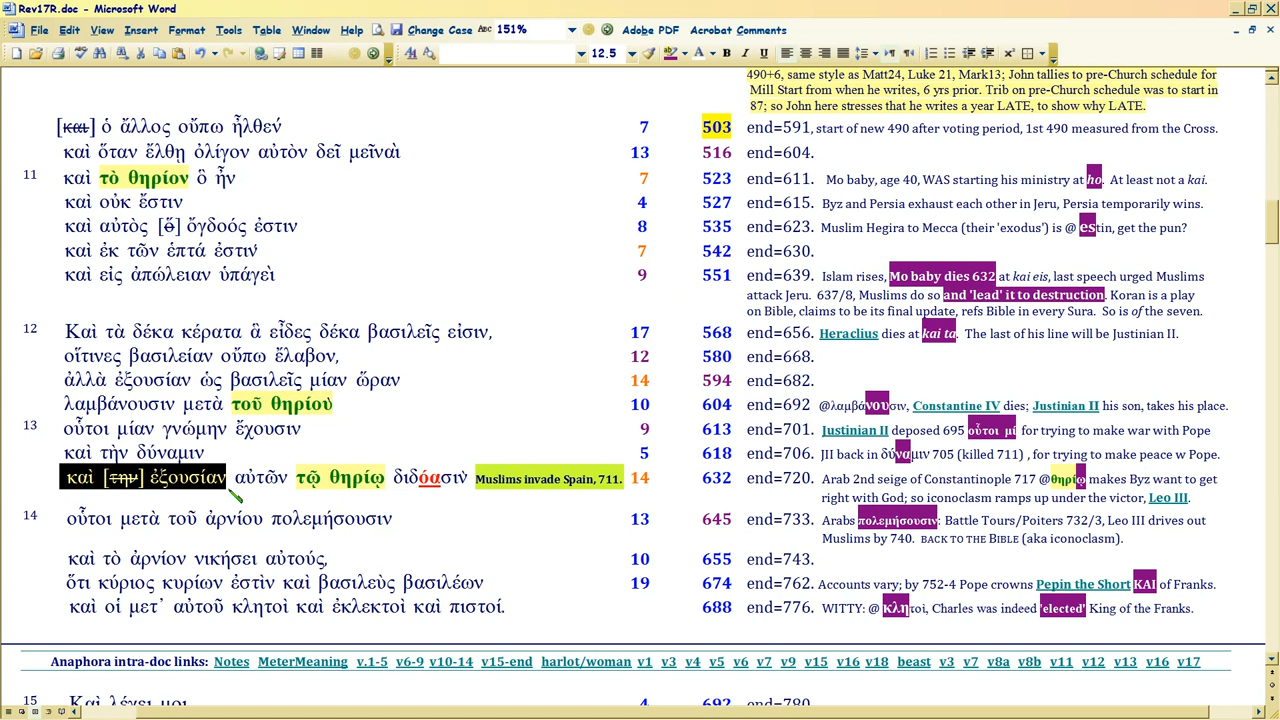 Rev17R.doc - Microsoft Word
File Edit View Insert Format Tools Table Window Help Change Case 151% Adobe PDF Acrobat Comments
12.5
490+6, same style as Matt24, Luke 21, Mark13; John tallies to pre-Church schedule for
Mill Start from when he writes, 6 yrs prior. Trib on pre-Church schedule was to start in
87; so John here stresses that he writes a year LATE, to show why LATE.
[και] ὁ ἄλλος οὔπω ἦλθεν́ 7 503 end=591, start of new 490 after voting period, 1st 490 measured from the Cross.
καὶ ὅταν ἔλθῃ ὀλίγον αὐτὸν δεῖ μεῖναὶ 13 516 end=604.
11 καὶ τὸ θηρίον ὃ ἦν 7 523 end=611. Mo baby, age 40, WAS starting his ministry at ho. At least not a kai.
καὶ οὐκ ἔστιν 4 527 end=615. Byz and Persia exhaust each other in Jeru, Persia temporarily wins.
καὶ αὐτὸς [ὅ] ὄγδοός ἐστιν 8 535 end=623. Muslim Hegira to Mecca (their 'exodus') is @ estin, get the pun?
καὶ ἐκ τῶν ἑπτά ἐστιν́ 7 542 end=630.
καὶ εἰς ἀπώλειαν ὑπάγεὶ 9 551 end=639. Islam rises, Mo baby dies 632 at kai eis, last speech urged Muslims
attack Jeru. 637/8, Muslims do so and 'lead' it to destruction. Koran is a play
on Bible, claims to be its final update, refs Bible in every Sura. So is of the seven.
12 Καὶ τὰ δέκα κέρατα ἃ εἶδες δέκα βασιλεῖς εἰσιν, 17 568 end=656. Heraclius dies at kai ta. The last of his line will be Justinian II.
οἵτινες βασιλείαν οὔπω ἔλαβον, 12 580 end=668.
ἀλλὰ ἐξουσίαν ὡς βασιλεῖς μίαν ὥραν 14 594 end=682.
λαμβάνουσιν μετὰ τοῦ θηρίοὺ 10 604 end=692 @λαμβάνουσιν, Constantine IV dies; Justinian II his son, takes his place.
13 οὗτοι μίαν γνώμην ἔχουσιν 9 613 end=701. Justinian II deposed 695 οὗτοι μί for trying to make war with Pope
καὶ τὴν δύναμιν 5 618 end=706. JII back in δύναμιν 705 (killed 711) , for trying to make peace w Pope.
καὶ [την] ἐξουσίαν αὐτῶν τῷ θηρίῳ διδόασιν̀ Muslims invade Spain, 711. 14 632 end=720. Arab 2nd seige of Constantinople 717 @θηρίῳ makes Byz want to get
right with God; so iconoclasm ramps up under the victor, Leo III.
14 οὗτοι μετὰ τοῦ ἀρνίου πολεμήσουσιν 13 645 end=733. Arabs πολεμήσουσιν: Battle Tours/Poiters 732/3, Leo III drives out
Muslims by 740. BACK TO THE BIBLE (aka iconoclasm).
καὶ τὸ ἀρνίον νικήσει αὐτούς, 10 655 end=743.
ὅτι κύριος κυρίων ἐστὶν καὶ βασιλεὺς βασιλέων 19 674 end=762. Accounts vary; by 752-4 Pope crowns Pepin the Short ΚΑΙ of Franks.
καὶ οἱ μετ᾽ αὐτοῦ κλητοὶ καὶ ἐκλεκτοὶ καὶ πιστοί. 688 end=776. WITTY: @ κλητοὶ, Charles was indeed 'elected' King of the Franks.
Anaphora intra-doc links: Notes MeterMeaning v.1-5 v6-9 v10-14 v15-end harlot/woman v1 v3 v4 v5 v6 v7 v9 v15 v16 v18 beast v3 v7 v8a v8b v11 v12 v13 v16 v17
15 Καὶ λέγει μοι 4 692 end=780.